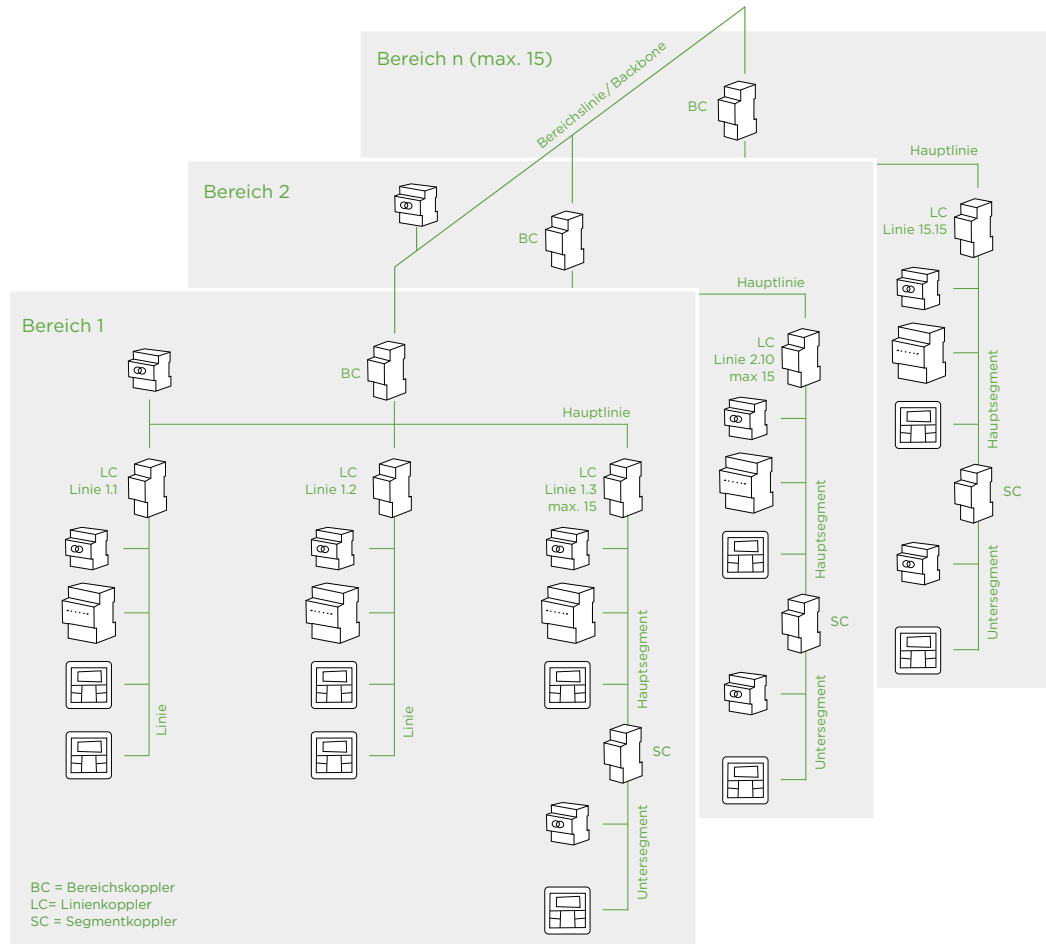 Bereich n (max. 15)
Bereichslinie / Backbone
BC
Hauptlinie
LC
Linie 15.15
Hauptsegment
SC
Untersegment
Bereich 2
BC
Hauptlinie
LC
Linie 2.10
max 15
Hauptsegment
SC
Untersegment
Bereich 1
BC
Hauptlinie
LC
Linie 1.1
Linie
LC
Linie 1.2
Linie
LC
Linie 1.3
max. 15
Hauptsegment
SC
Untersegment
BC = Bereichskoppler
LC= Linienkoppler
SC = Segmentkoppler